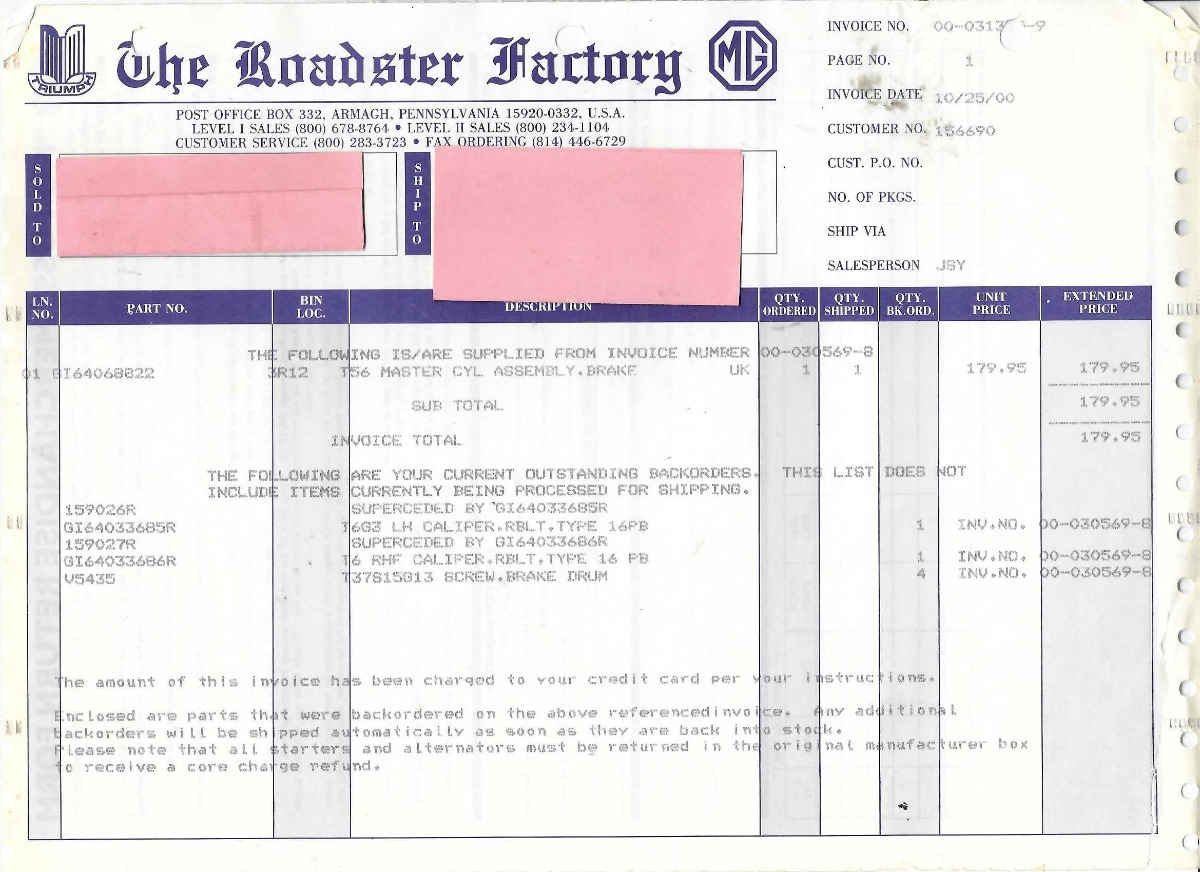 TRIUMPH
The Roadster Factory
MG
POST OFFICE BOX 332, ARMAGH, PENNSYLVANIA 15920-0332, U.S.A.
LEVEL I SALES (800) 678-8764 • LEVEL II SALES (800) 234-1104
CUSTOMER SERVICE (800) 283-3723 • FAX ORDERING (814) 446-6729
INVOICE NO.
PAGE NO. 1
INVOICE DATE 10/25/00
CUSTOMER NO. 156690
CUST. P.O. NO.
NO. OF PKGS.
SHIP VIA
SALESPERSON JSY
SOLD TO
SHIP TO
LN. NO. PART NO. BIN LOC. DESCRIPTION QTY. ORDERED QTY. SHIPPED QTY. BK.ORD. UNIT PRICE EXTENDED PRICE
THE FOLLOWING IS/ARE SUPPLIED FROM INVOICE NUMBER 00-030569-8
01 GI64068822 3R12 T56 MASTER CYL ASSEMBLY,BRAKE UK 1 1 179.95 179.95
SUB TOTAL 179.95
INVOICE TOTAL 179.95
THE FOLLOWING ARE YOUR CURRENT OUTSTANDING BACKORDERS. THIS LIST DOES NOT
INCLUDE ITEMS CURRENTLY BEING PROCESSED FOR SHIPPING.
159026R SUPERCEDED BY GI64033685R
GI64033685R T6G3 LH CALIPER,RBLT,TYPE 16PB 1 INV.NO. 00-030569-8
159027R SUPERCEDED BY GI64033686R
GI64033686R T6 RHF CALIPER,RBLT,TYPE 16 PB 1 INV.NO. 00-030569-8
V5435 T37S15G13 SCREW,BRAKE DRUM 4 INV.NO. 00-030569-8
The amount of this invoice has been charged to your credit card per your instructions.
Enclosed are parts that were backordered on the above referencedinvoice. Any additional
backorders will be shipped automatically as soon as they are back into stock.
Please note that all starters and alternators must be returned in the original manufacturer box
to receive a core charge refund.